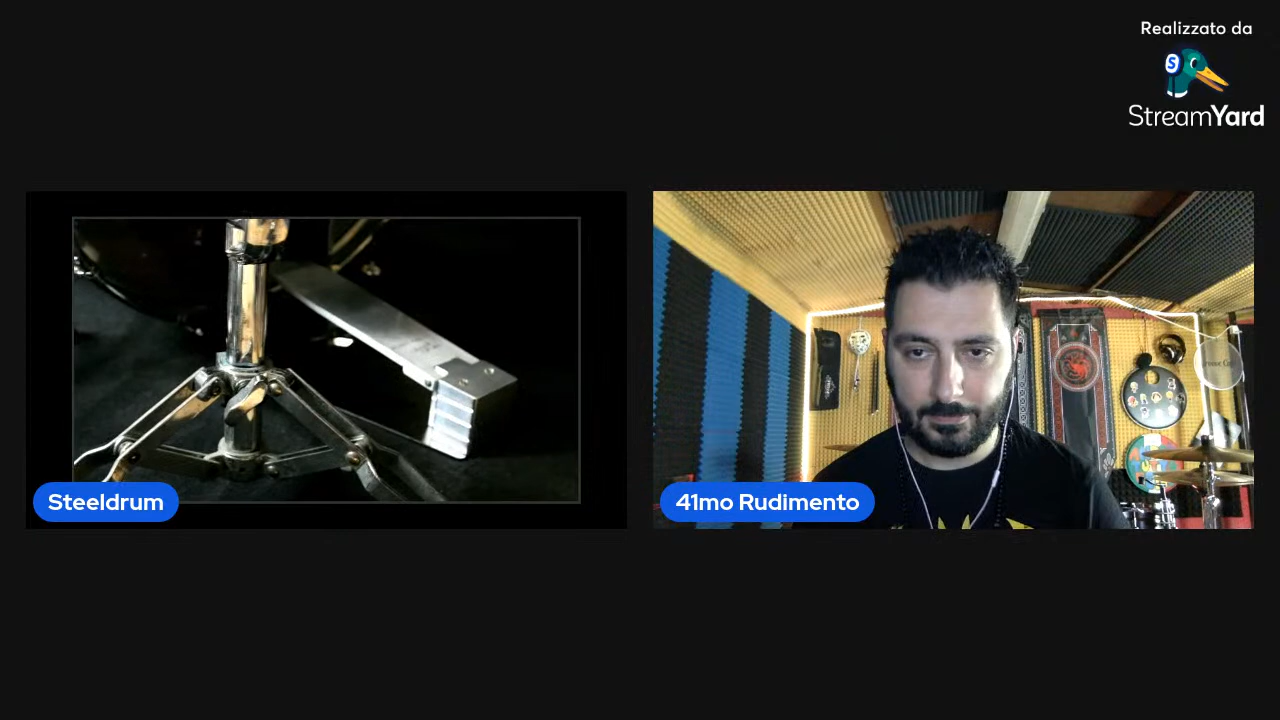 Realizzato da
StreamYard
Steeldrum
41mo Rudimento